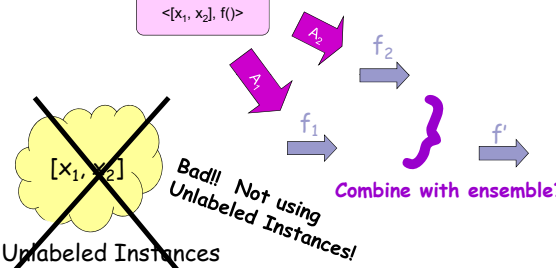 <[x₁, x₂], f()>
A₂
f₂
A₁
f₁
f'
[x₁, x₂]
Bad!! Not using
Unlabeled Instances!
Combine with ensemble?
Unlabeled Instances